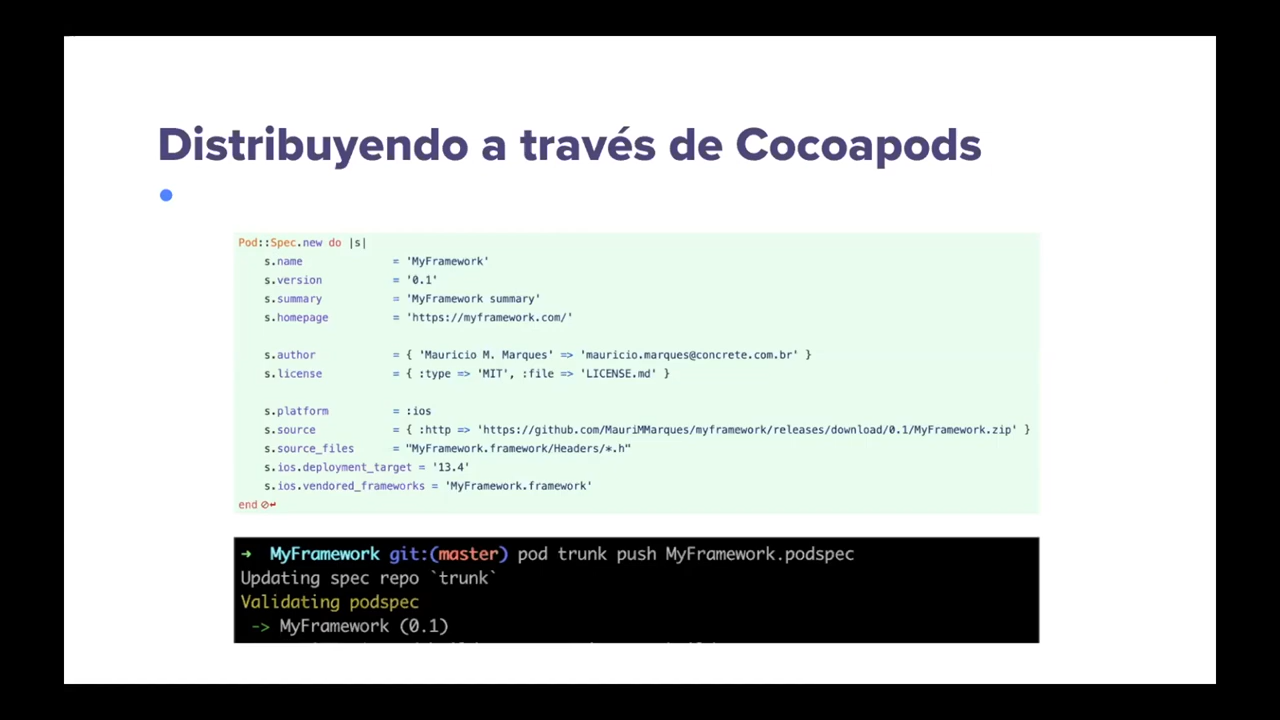 Distribuyendo a través de Cocoapods
Pod::Spec.new do |s|
s.name = 'MyFramework'
s.version = '0.1'
s.summary = 'MyFramework summary'
s.homepage = 'https://myframework.com/'
s.author = { 'Mauricio M. Marques' => 'mauricio.marques@concrete.com.br' }
s.license = { :type => 'MIT', :file => 'LICENSE.md' }
s.platform = :ios
s.source = { :http => 'https://github.com/MauriMMarques/myframework/releases/download/0.1/MyFramework.zip' }
s.source_files = "MyFramework.framework/Headers/*.h"
s.ios.deployment_target = '13.4'
s.ios.vendored_frameworks = 'MyFramework.framework'
end
→ MyFramework git:(master) pod trunk push MyFramework.podspec
Updating spec repo `trunk`
Validating podspec
-> MyFramework (0.1)